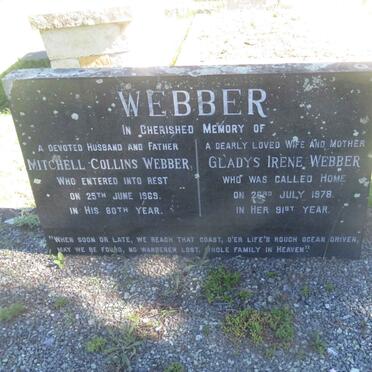 WEBBER
IN CHERISHED MEMORY OF
A DEVOTED HUSBAND AND FATHER
MITCHELL COLLINS WEBBER
WHO ENTERED INTO REST
ON 25TH JUNE 1969.
IN HIS 80TH YEAR.
A DEARLY LOVED WIFE AND MOTHER
GLADYS IRENE WEBBER
WHO WAS CALLED HOME
ON JULY 1978.
IN HER 91ST YEAR.
"WHEN SOON OR LATE, WE REACH THAT COAST, O'ER LIFE'S ROUGH OCEAN DRIVEN,
MAY WE BE FOUND, NO WANDERER LOST, WHOLE FAMILY IN HEAVEN".